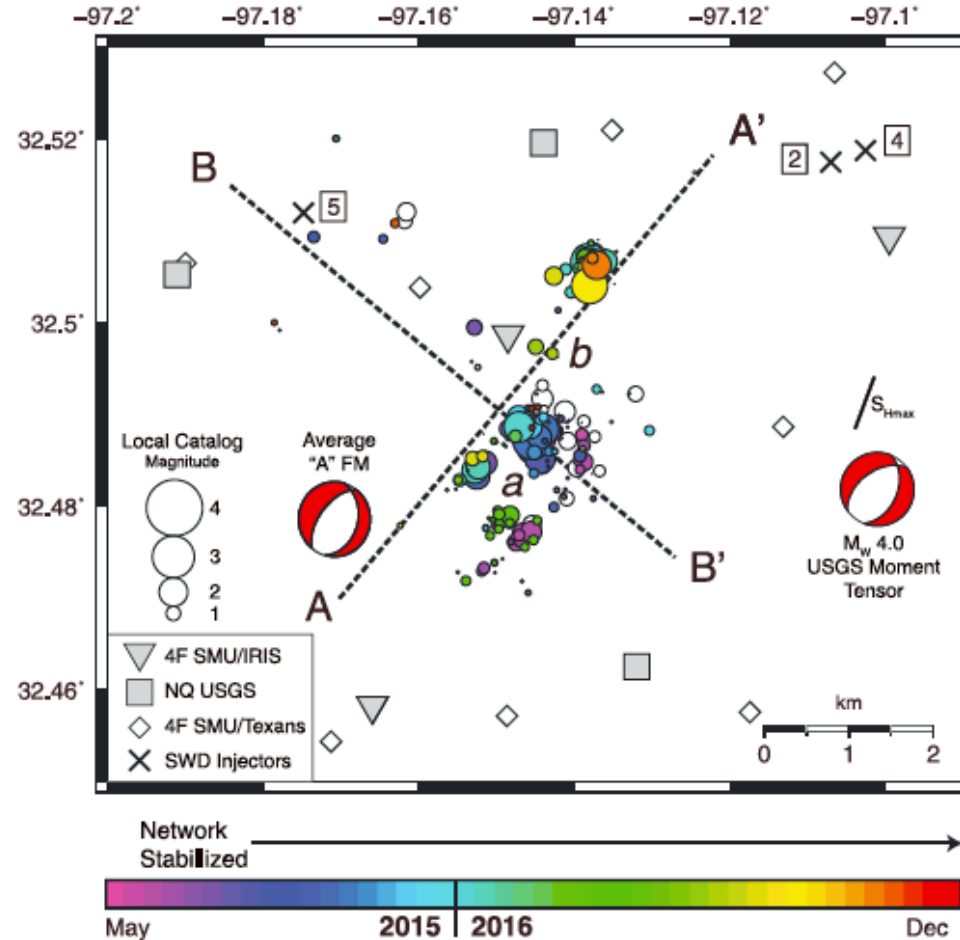 −97.2˚ −97.18˚ −97.16˚ −97.14˚ −97.12˚ −97.1˚
32.52˚
32.5˚
32.48˚
32.46˚
A'
4
2
B
5
b
S Hmax
Local Catalog
Magnitude
4
3
2
1
Average
"A" FM
a
Mw 4.0
USGS Moment
Tensor
B'
A
4F SMU/IRIS
NQ USGS
4F SMU/Texans
SWD Injectors
km
0 1 2
Network
Stabilized
May 2015 2016 Dec